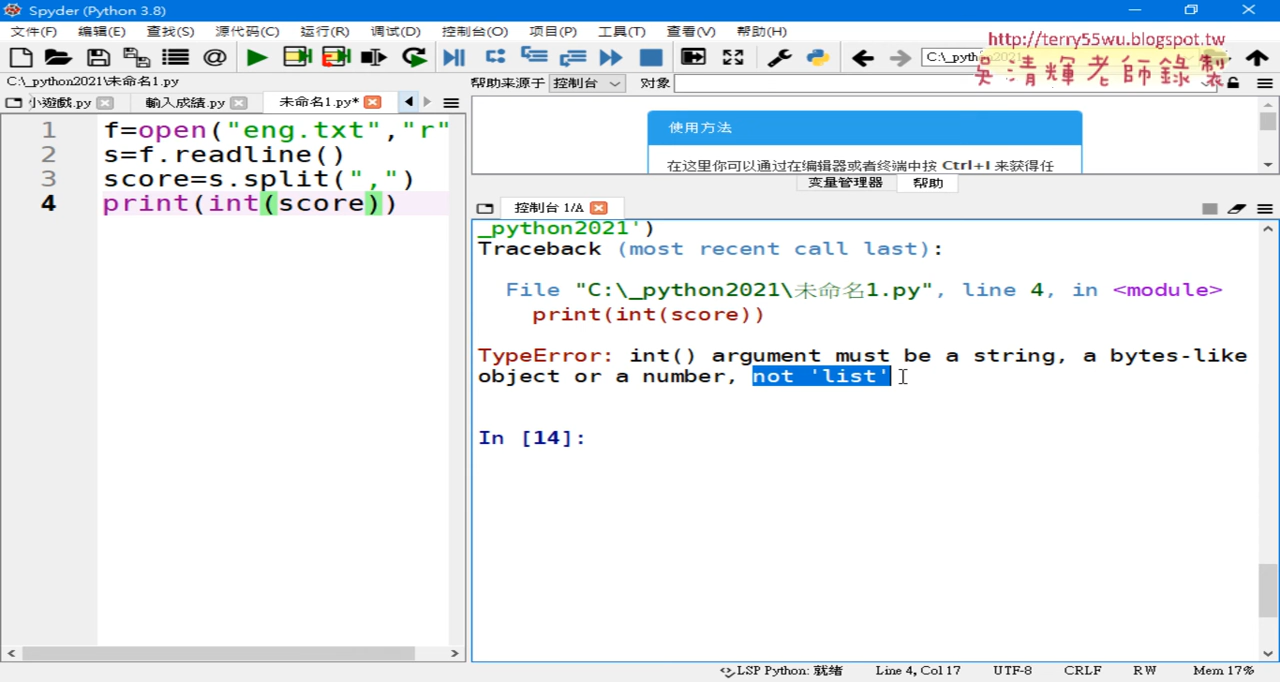 Spyder (Python 3.8)
文件(F) 编辑(E) 查找(S) 源代码(C) 运行(R) 调试(D) 控制台(O) 项目(P) 工具(T) 查看(V) 帮助(H)
http://terry55wu.blogspot.tw
吳清輝老師錄製
C:\_pyth
C:\_python2021\未命名1.py
帮助来源于 控制台 对象
小遊戲.py 輸入成績.py 未命名1.py*
1 f=open("eng.txt","r"
2 s=f.readline()
3 score=s.split(",")
4 print(int(score))
使用方法
在这里你可以通过在编辑器或者终端中按 Ctrl+I 来获得任
变量管理器 帮助
控制台 1/A
_python2021')
Traceback (most recent call last):
File "C:\_python2021\未命名1.py", line 4, in <module>
print(int(score))
TypeError: int() argument must be a string, a bytes-like
object or a number, not 'list'
In [14]:
LSP Python: 就绪 Line 4, Col 17 UTF-8 CRLF RW Mem 17%